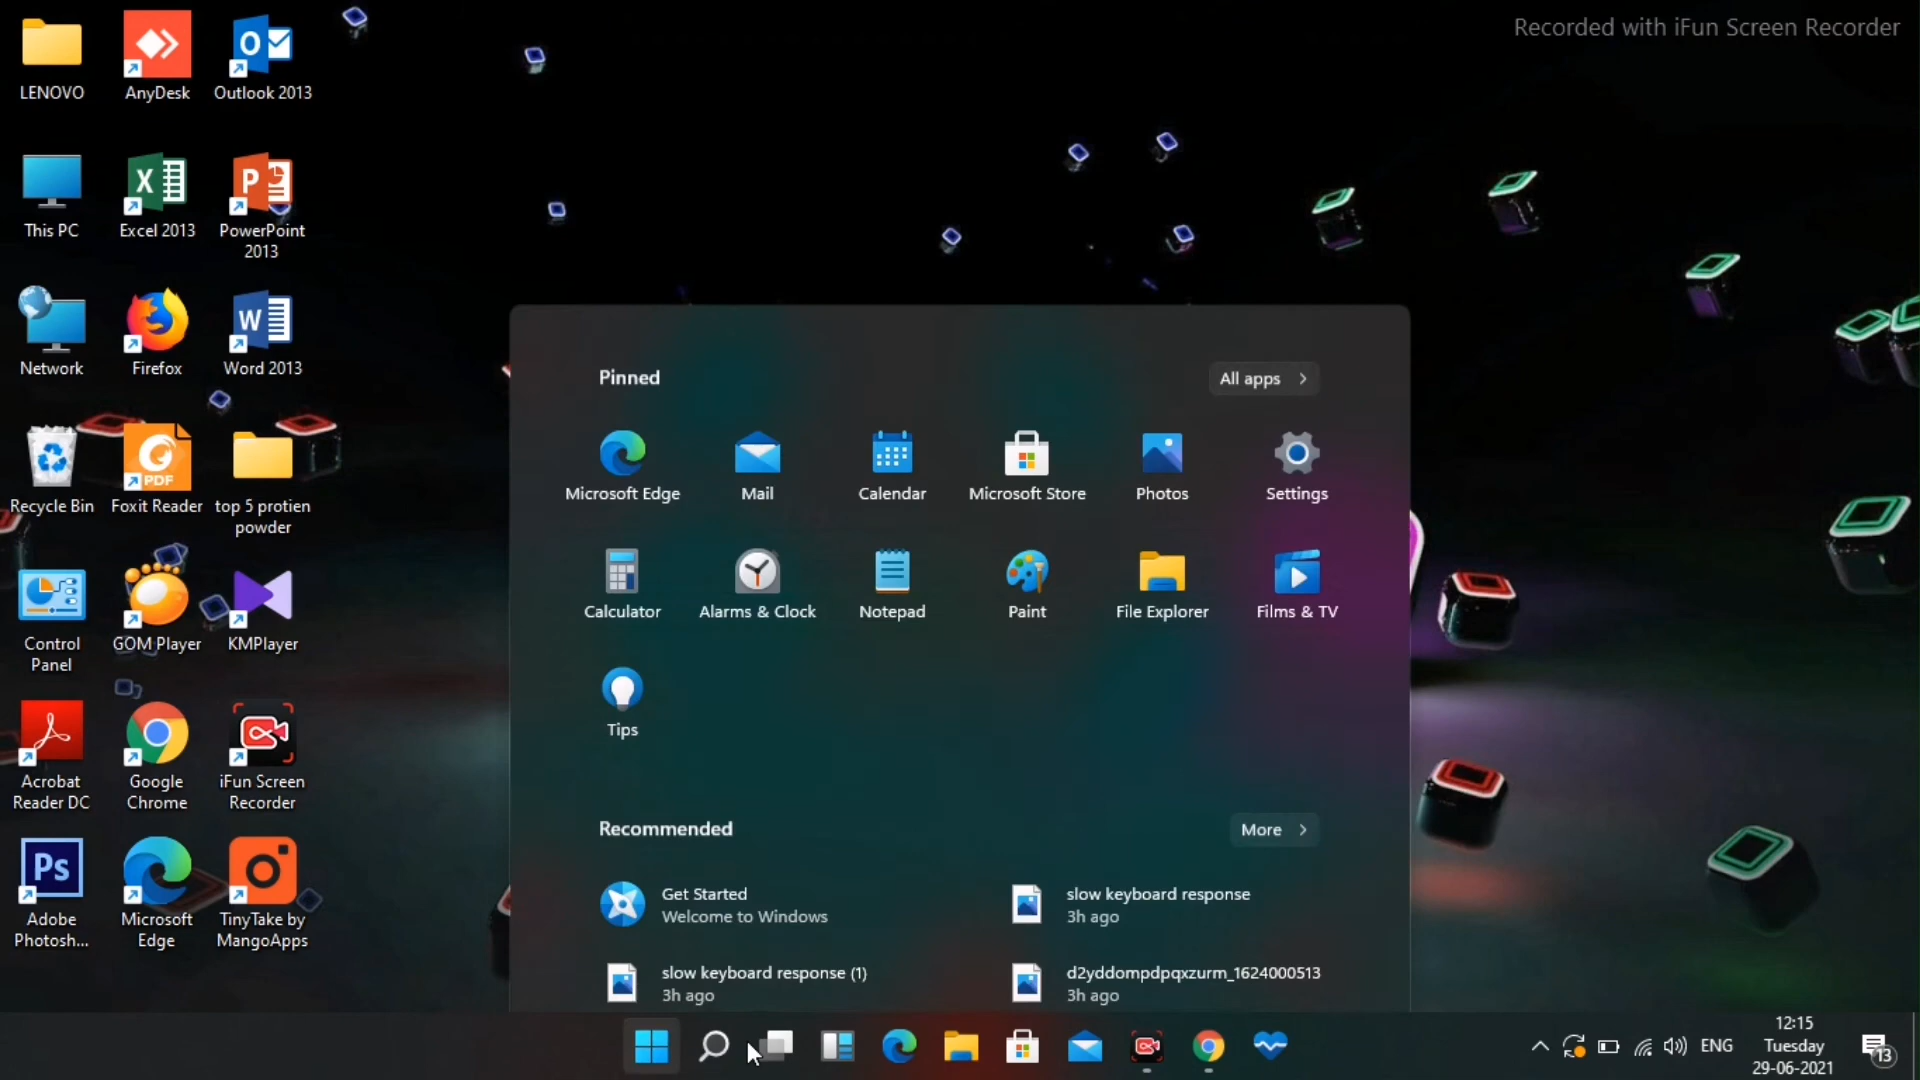 Recorded with iFun Screen Recorder
LENOVO
AnyDesk
Outlook 2013
This PC
Excel 2013
PowerPoint
2013
Network
Firefox
Word 2013
Recycle Bin
Foxit Reader
top 5 protien
powder
Control
Panel
GOM Player
KMPlayer
Acrobat
Reader DC
Google
Chrome
iFun Screen
Recorder
Adobe
Photosh...
Microsoft
Edge
TinyTake by
MangoApps
Pinned
All apps
Microsoft Edge
Mail
Calendar
Microsoft Store
Photos
Settings
Calculator
Alarms & Clock
Notepad
Paint
File Explorer
Films & TV
Tips
Recommended
More
Get Started
Welcome to Windows
slow keyboard response
3h ago
slow keyboard response (1)
3h ago
d2yddompdpqxzurm_1624000513
3h ago
ENG
12:15
Tuesday
29-06-2021
13